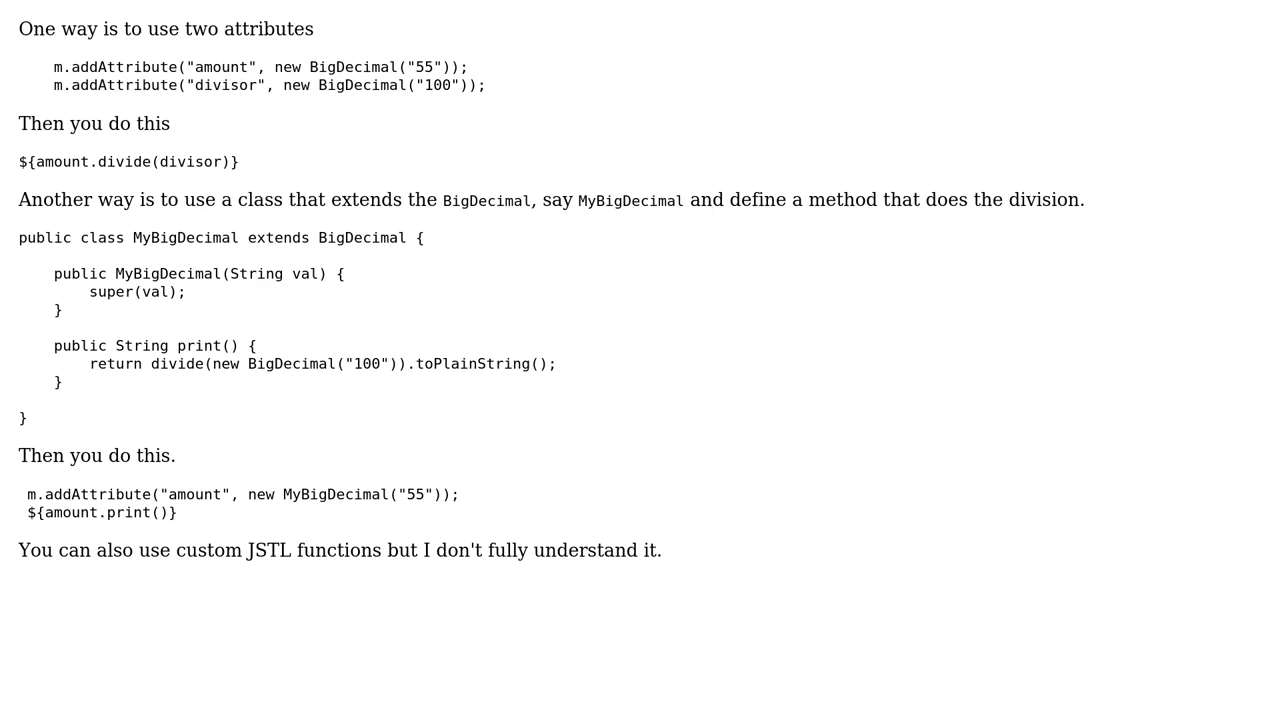 One way is to use two attributes
    m.addAttribute("amount", new BigDecimal("55"));
    m.addAttribute("divisor", new BigDecimal("100"));
Then you do this
${amount.divide(divisor)}
Another way is to use a class that extends the BigDecimal, say MyBigDecimal and define a method that does the division.
public class MyBigDecimal extends BigDecimal {
    public MyBigDecimal(String val) {
        super(val);
    }
    public String print() {
        return divide(new BigDecimal("100")).toPlainString();
    }
}
Then you do this.
 m.addAttribute("amount", new MyBigDecimal("55"));
 ${amount.print()}
You can also use custom JSTL functions but I don't fully understand it.